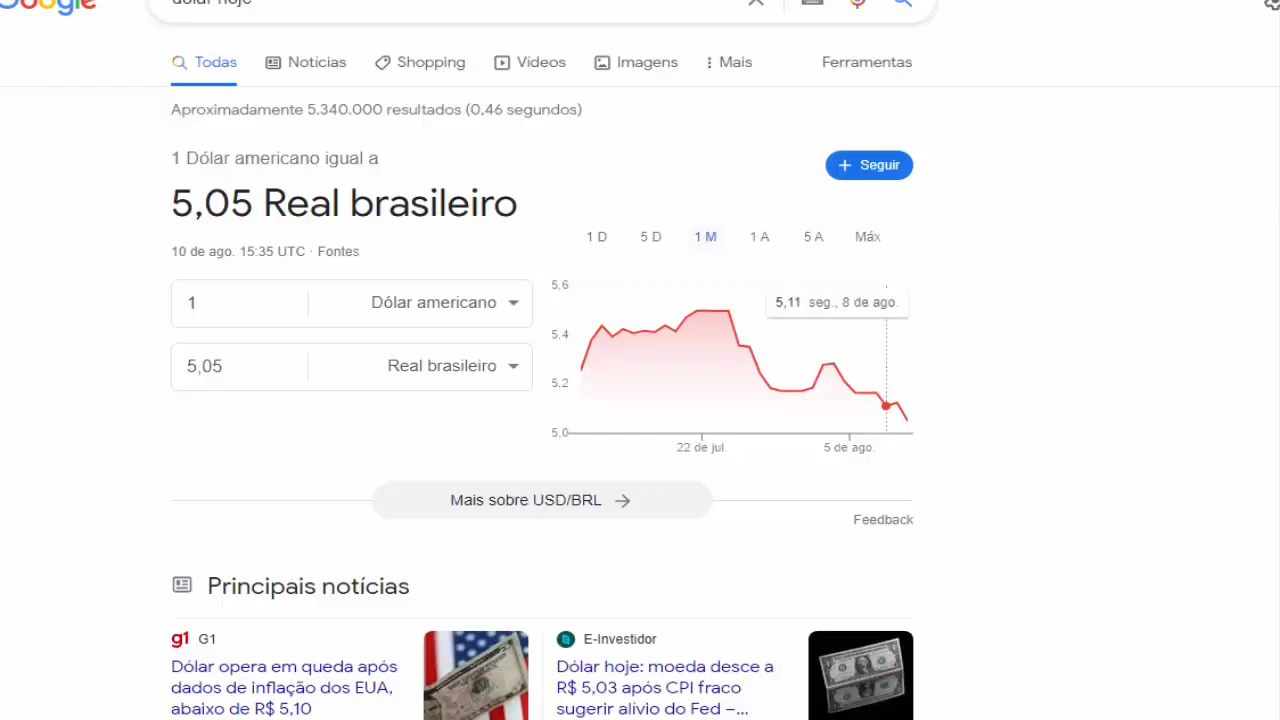 Google
dólar hoje
Todas
Notícias
Shopping
Vídeos
Imagens
Mais
Ferramentas
Aproximadamente 5.340.000 resultados (0,46 segundos)
1 Dólar americano igual a
Seguir
5,05 Real brasileiro
10 de ago. 15:35 UTC · Fontes
1 D
5 D
1 M
1 A
5 A
Máx
1 Dólar americano
5,05 Real brasileiro
5,6
5,4
5,2
5,0
5,11 seg., 8 de ago.
22 de jul.
5 de ago.
Mais sobre USD/BRL
Feedback
Principais notícias
g1 G1
Dólar opera em queda após
dados de inflação dos EUA,
abaixo de R$ 5,10
E-Investidor
Dólar hoje: moeda desce a
R$ 5,03 após CPI fraco
sugerir alívio do Fed –...